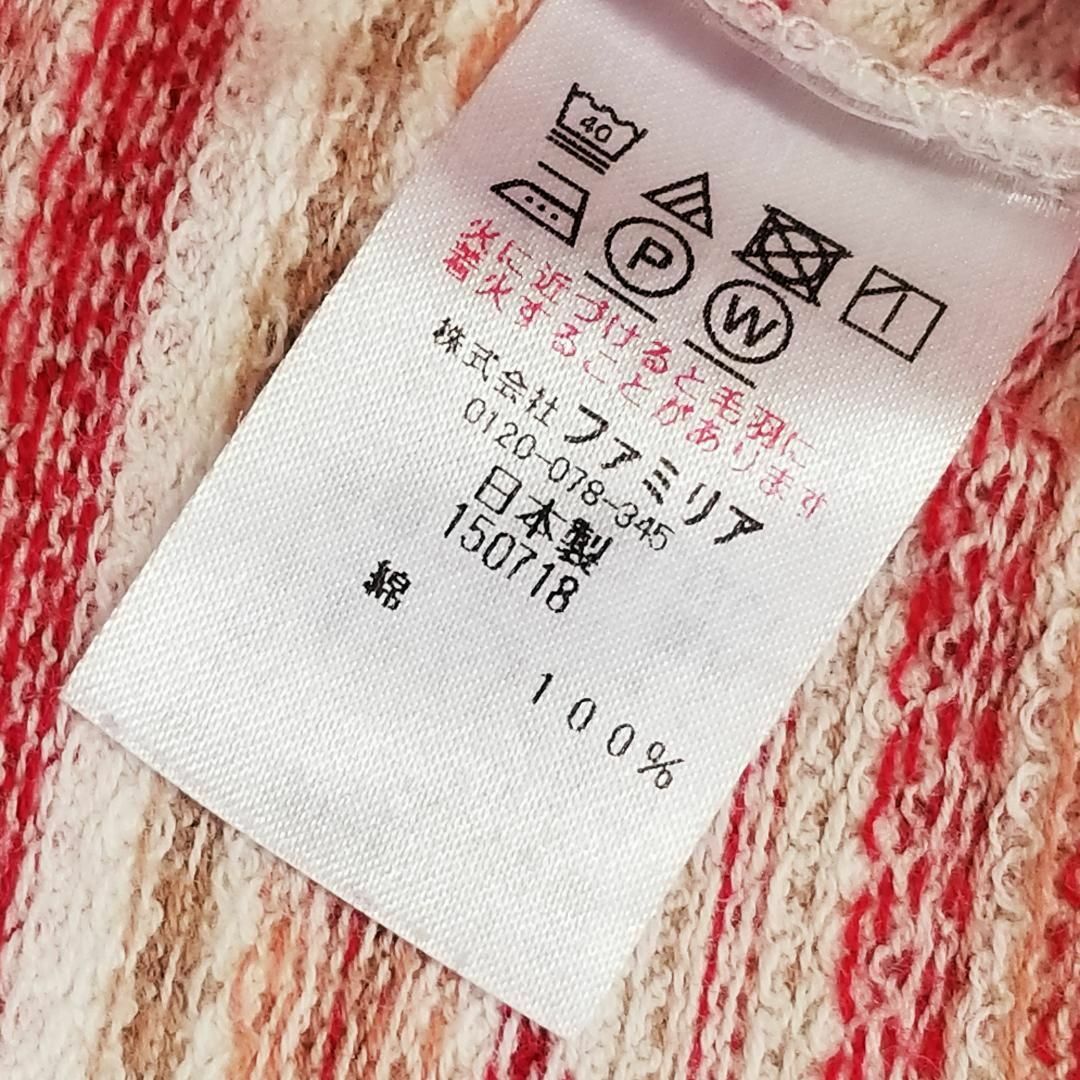 40
P
W
火に近づけると毛羽に
着火することがあります
株式会社ファミリア
0120-078-345
日本製
150718
綿
100%